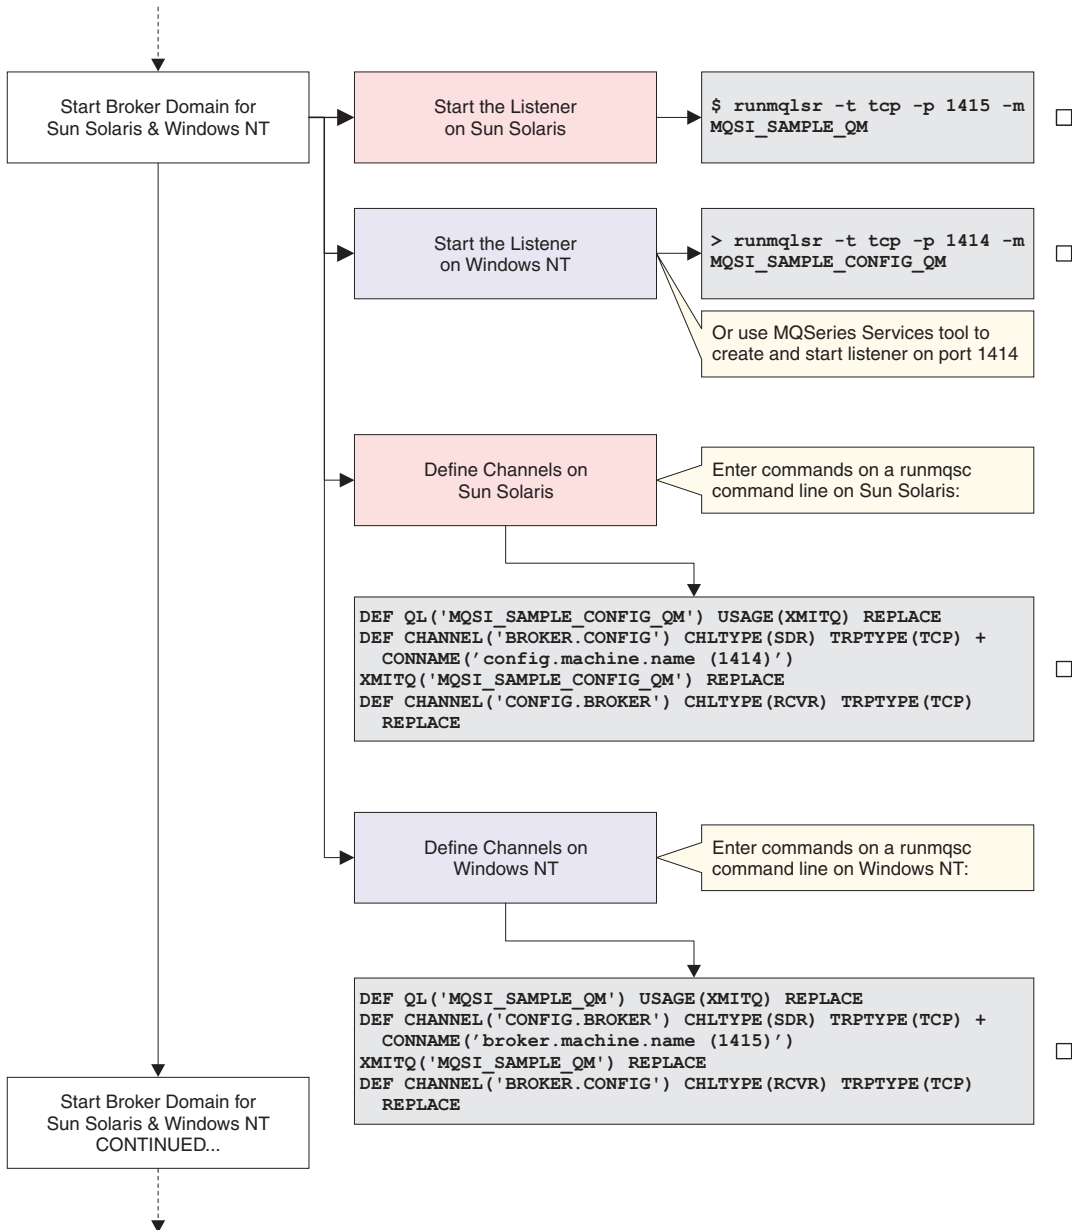 Start Broker Domain for
Sun Solaris & Windows NT
Start the Listener
on Sun Solaris
$ runmqlsr -t tcp -p 1415 -m
MQSI_SAMPLE_QM
Start the Listener
on Windows NT
> runmqlsr -t tcp -p 1414 -m
MQSI_SAMPLE_CONFIG_QM
Or use MQSeries Services tool to
create and start listener on port 1414
Define Channels on
Sun Solaris
Enter commands on a runmqsc
command line on Sun Solaris:
DEF QL('MQSI_SAMPLE_CONFIG_QM') USAGE(XMITQ) REPLACE
DEF CHANNEL('BROKER.CONFIG') CHLTYPE(SDR) TRPTYPE(TCP) +
CONNAME('config.machine.name (1414)')
XMITQ('MQSI_SAMPLE_CONFIG_QM') REPLACE
DEF CHANNEL('CONFIG.BROKER') CHLTYPE(RCVR) TRPTYPE(TCP)
REPLACE
Define Channels on
Windows NT
Enter commands on a runmqsc
command line on Windows NT:
DEF QL('MQSI_SAMPLE_QM') USAGE(XMITQ) REPLACE
DEF CHANNEL('CONFIG.BROKER') CHLTYPE(SDR) TRPTYPE(TCP) +
CONNAME('broker.machine.name (1415)')
XMITQ('MQSI_SAMPLE_QM') REPLACE
DEF CHANNEL('BROKER.CONFIG') CHLTYPE(RCVR) TRPTYPE(TCP)
REPLACE
Start Broker Domain for
Sun Solaris & Windows NT
CONTINUED...